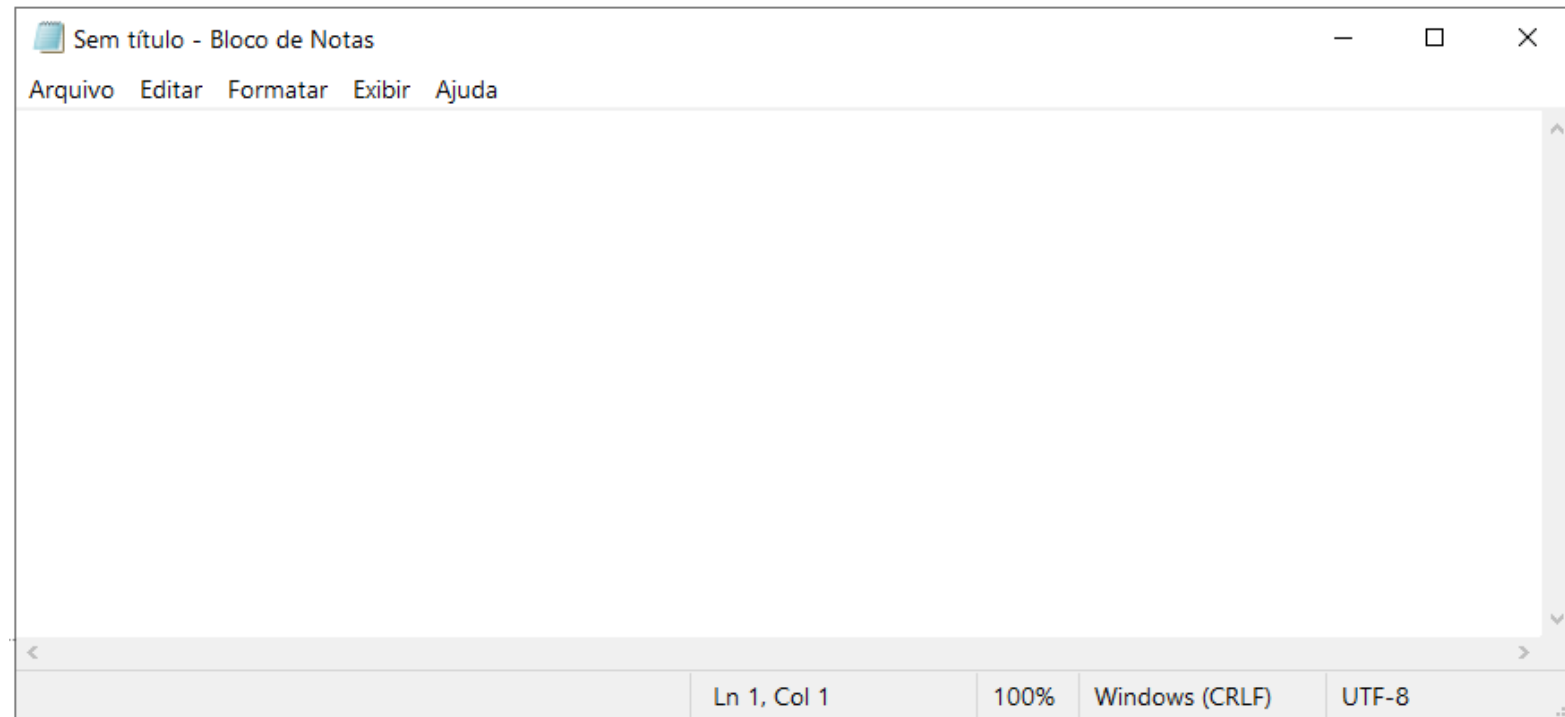 Sem título - Bloco de Notas
Arquivo Editar Formatar Exibir Ajuda
Ln 1, Col 1 100% Windows (CRLF) UTF-8